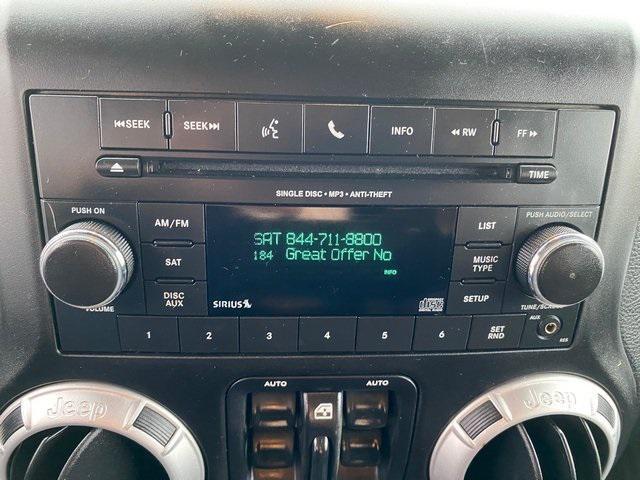 SEEK
SEEK
INFO
RW
FF
TIME
SINGLE DISC • MP3 • ANTI-THEFT
PUSH ON
VOLUME
AM/FM
SAT
DISC AUX
SAT 844-711-8800
184 Great Offer No
INFO
SIRIUS
LIST
MUSIC TYPE
SETUP
PUSH AUDIO/SELECT
AUX
1
2
3
4
5
6
SET RND
AUTO
AUTO
Jeep
Jeep